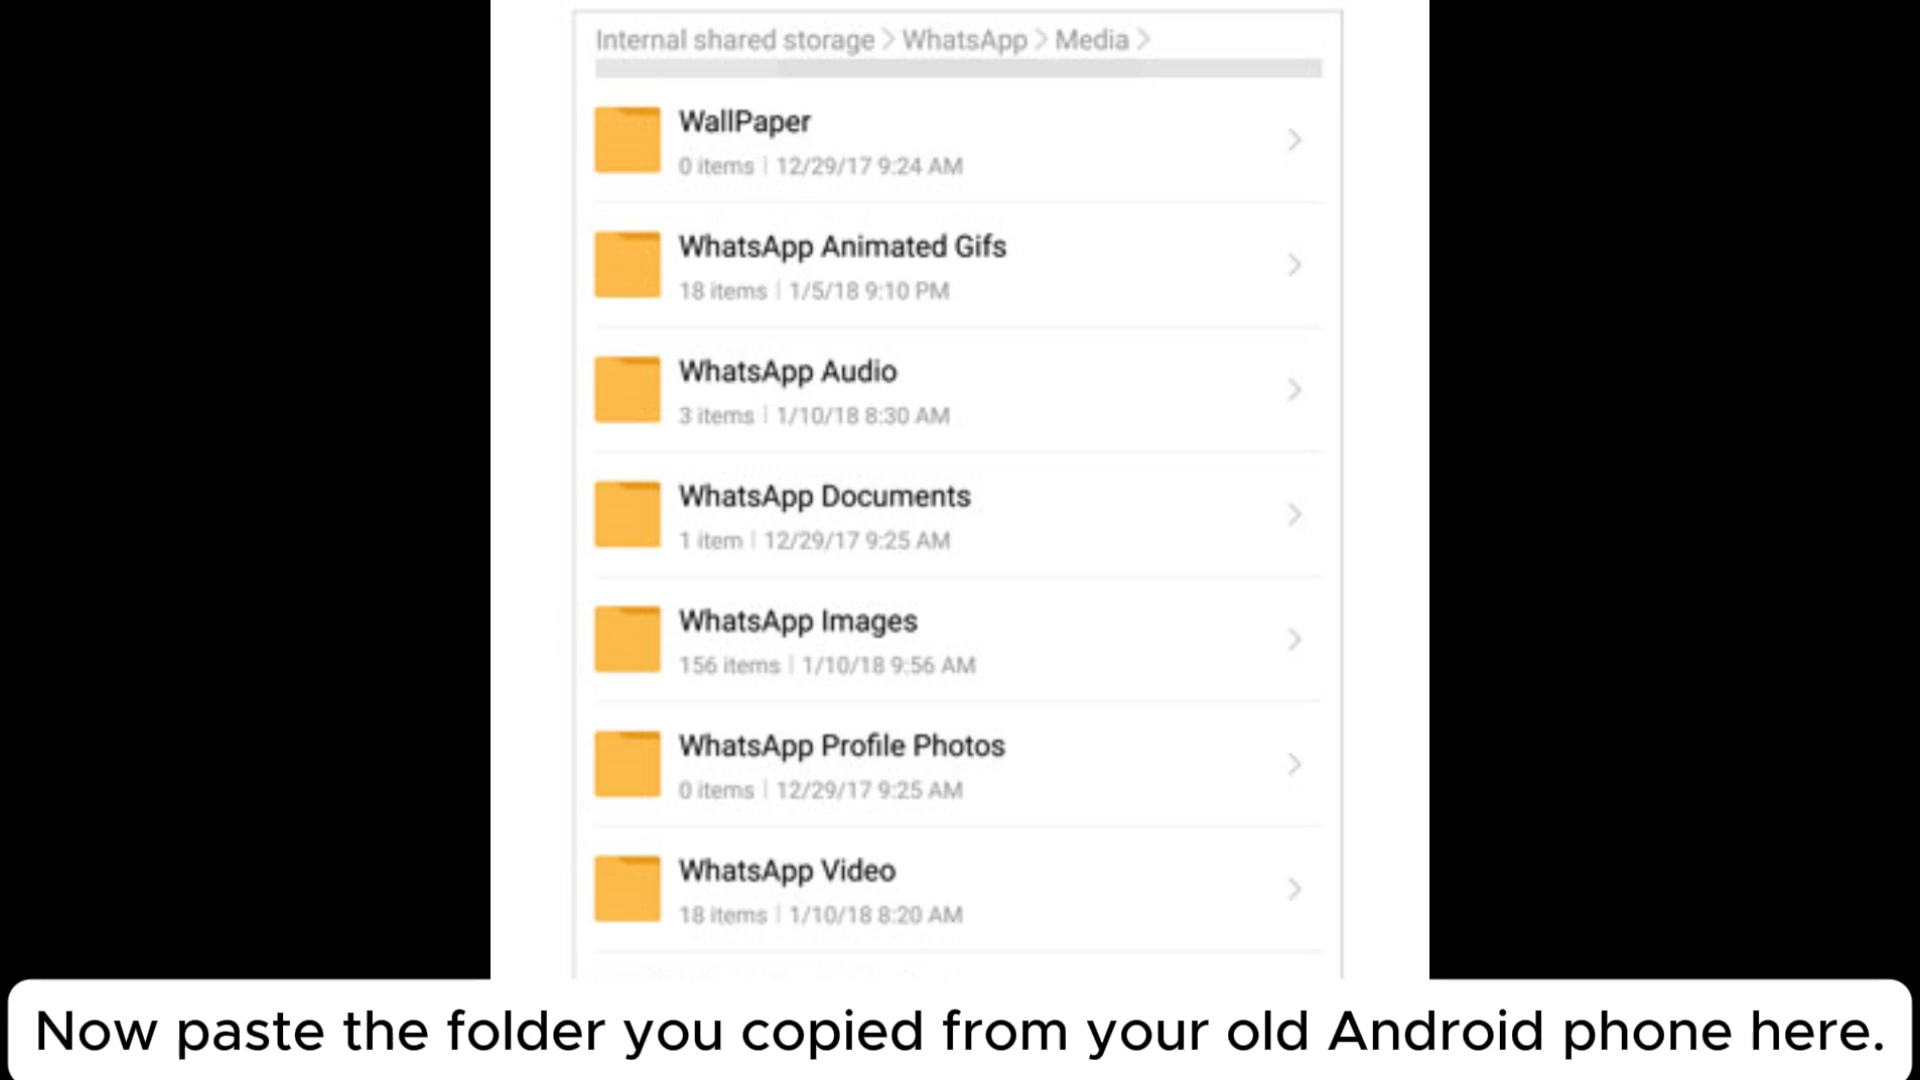 Internal shared storage > WhatsApp > Media >
WallPaper
0 items | 12/29/17 9:24 AM
WhatsApp Animated Gifs
18 items | 1/5/18 9:10 PM
WhatsApp Audio
3 items | 1/10/18 8:30 AM
WhatsApp Documents
1 item | 12/29/17 9:25 AM
WhatsApp Images
156 items | 1/10/18 9:56 AM
WhatsApp Profile Photos
0 items | 12/29/17 9:25 AM
WhatsApp Video
18 items | 1/10/18 8:20 AM
Now paste the folder you copied from your old Android phone here.